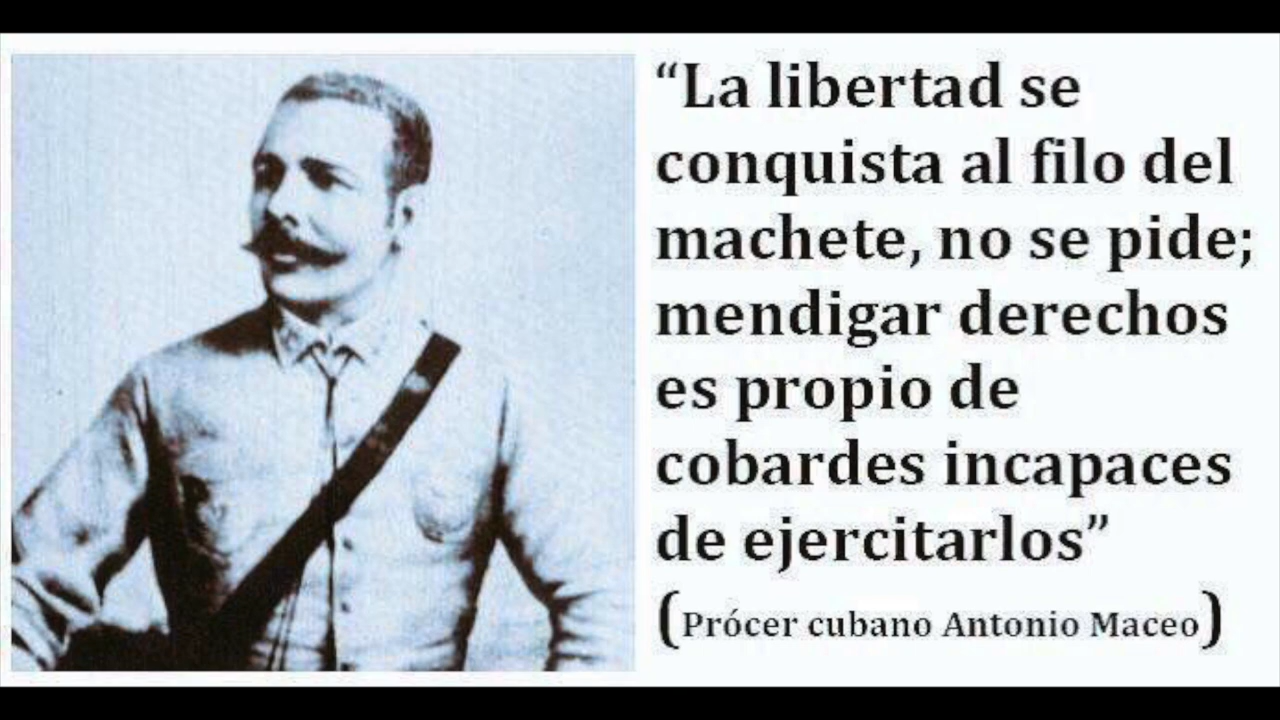 “La libertad se
conquista al filo del
machete, no se pide;
mendigar derechos
es propio de
cobardes incapaces
de ejercitarlos”
(Prócer cubano Antonio Maceo)